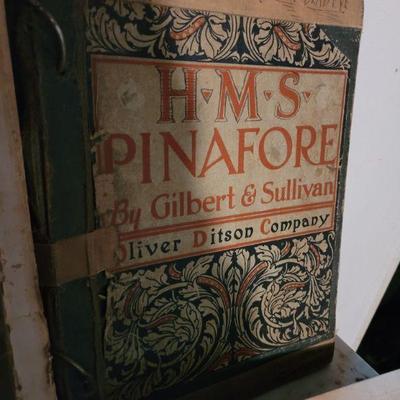 H·M·S·
PINAFORE
By Gilbert & Sullivan
Oliver Ditson Company